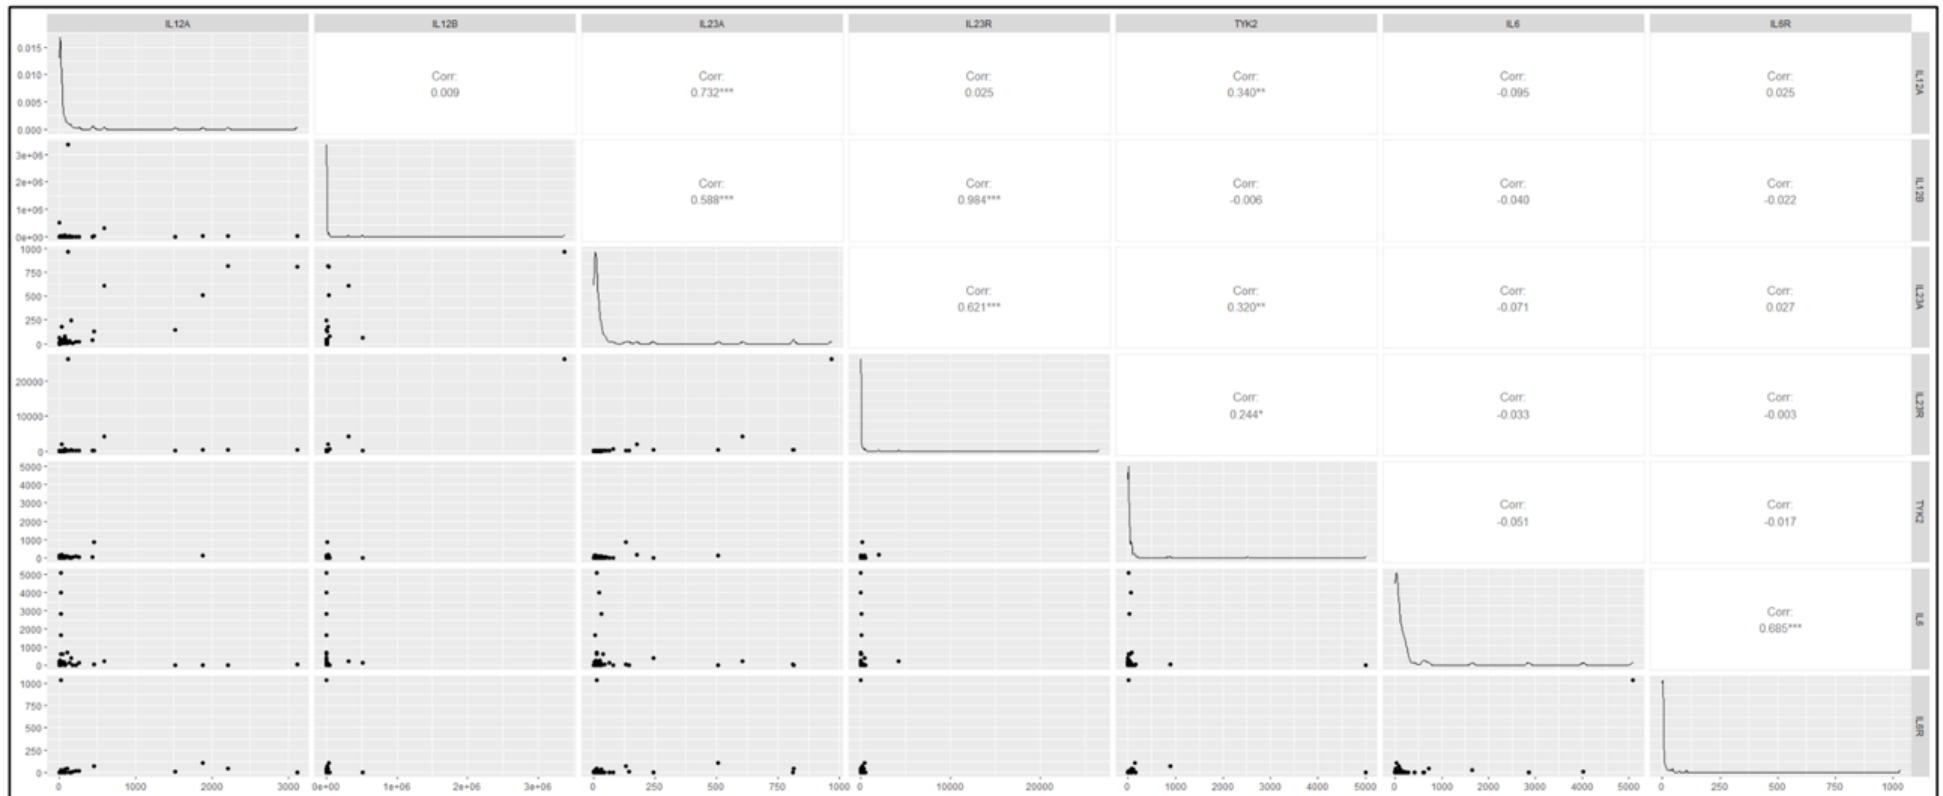 IL12A IL12B IL23A IL23R TYK2 IL6 IL6R
0.015
0.010
0.005
0.000
Corr:
0.009
Corr:
0.732***
Corr:
0.025
Corr:
0.340**
Corr:
-0.095
Corr:
0.025
IL12A
3e+06
2e+06
1e+06
0e+00
Corr:
0.588***
Corr:
0.984***
Corr:
-0.006
Corr:
-0.040
Corr:
-0.022
IL12B
1000
750
500
250
0
Corr:
0.621***
Corr:
0.320**
Corr:
-0.071
Corr:
0.027
IL23A
20000
10000
0
Corr:
0.244*
Corr:
-0.033
Corr:
-0.003
IL23R
5000
4000
3000
2000
1000
0
Corr:
-0.051
Corr:
-0.017
TYK2
5000
4000
3000
2000
1000
0
Corr:
0.685***
IL6
1000
750
500
250
0
IL6R
0 1000 2000 3000 0e+00 1e+06 2e+06 3e+06 0 250 500 750 1000 0 10000 20000 0 1000 2000 3000 4000 5000 0 1000 2000 3000 4000 5000 0 250 500 750 1000